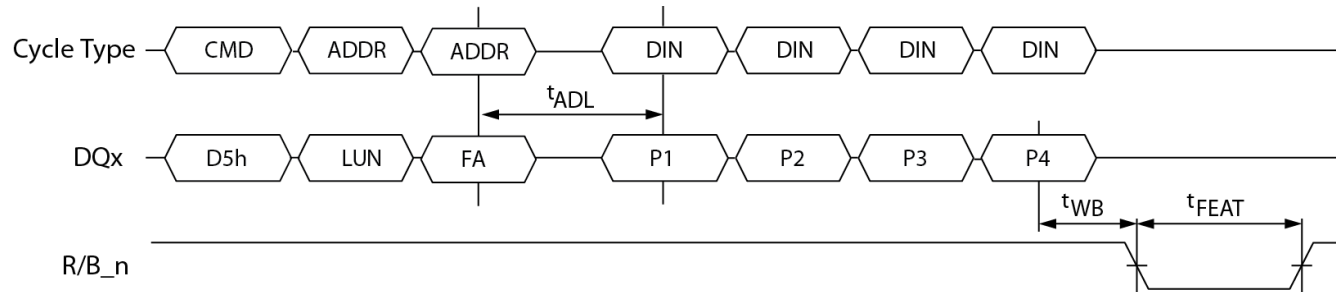 Cycle Type CMD ADDR ADDR DIN DIN DIN DIN
tADL
DQx D5h LUN FA P1 P2 P3 P4
tWB tFEAT
R/B_n